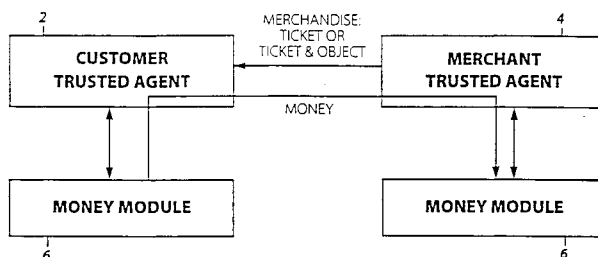 2
MERCHANDISE:
TICKET OR
TICKET & OBJECT
4
CUSTOMER
TRUSTED AGENT
MERCHANT
TRUSTED AGENT
MONEY
MONEY MODULE
MONEY MODULE
6
6